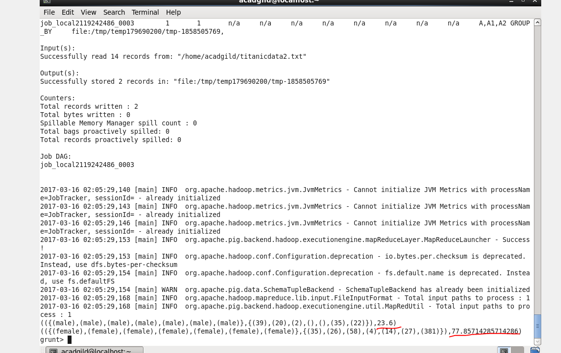 acadgild@localhost:~
File Edit View Search Terminal Help
job_local2119242486_0003 1 1 n/a n/a n/a n/a n/a n/a n/a n/a A,A1,A2 GROUP
_BY file:/tmp/temp179690200/tmp-1858505769,
Input(s):
Successfully read 14 records from: "/home/acadgild/titanicdata2.txt"
Output(s):
Successfully stored 2 records in: "file:/tmp/temp179690200/tmp-1858505769"
Counters:
Total records written : 2
Total bytes written : 0
Spillable Memory Manager spill count : 0
Total bags proactively spilled: 0
Total records proactively spilled: 0
Job DAG:
job_local2119242486_0003
2017-03-16 02:05:29,140 [main] INFO org.apache.hadoop.metrics.jvm.JvmMetrics - Cannot initialize JVM Metrics with processNam
e=JobTracker, sessionId= - already initialized
2017-03-16 02:05:29,143 [main] INFO org.apache.hadoop.metrics.jvm.JvmMetrics - Cannot initialize JVM Metrics with processNam
e=JobTracker, sessionId= - already initialized
2017-03-16 02:05:29,146 [main] INFO org.apache.hadoop.metrics.jvm.JvmMetrics - Cannot initialize JVM Metrics with processNam
e=JobTracker, sessionId= - already initialized
2017-03-16 02:05:29,153 [main] INFO org.apache.pig.backend.hadoop.executionengine.mapReduceLayer.MapReduceLauncher - Success
!
2017-03-16 02:05:29,153 [main] INFO org.apache.hadoop.conf.Configuration.deprecation - io.bytes.per.checksum is deprecated.
Instead, use dfs.bytes-per-checksum
2017-03-16 02:05:29,154 [main] INFO org.apache.hadoop.conf.Configuration.deprecation - fs.default.name is deprecated. Instea
d, use fs.defaultFS
2017-03-16 02:05:29,154 [main] WARN org.apache.pig.data.SchemaTupleBackend - SchemaTupleBackend has already been initialized
2017-03-16 02:05:29,168 [main] INFO org.apache.hadoop.mapreduce.lib.input.FileInputFormat - Total input paths to process : 1
2017-03-16 02:05:29,168 [main] INFO org.apache.pig.backend.hadoop.executionengine.util.MapRedUtil - Total input paths to pro
cess : 1
(({(male),(male),(male),(male),(male),(male),(male)},{(39),(20),(2),(),(),(35),(22)}),23.6)
(({(female),(female),(female),(female),(female),(female),(female)},{(35),(26),(58),(4),(14),(27),(381)}),77.85714285714286)
grunt>
acadgild@localhost:~